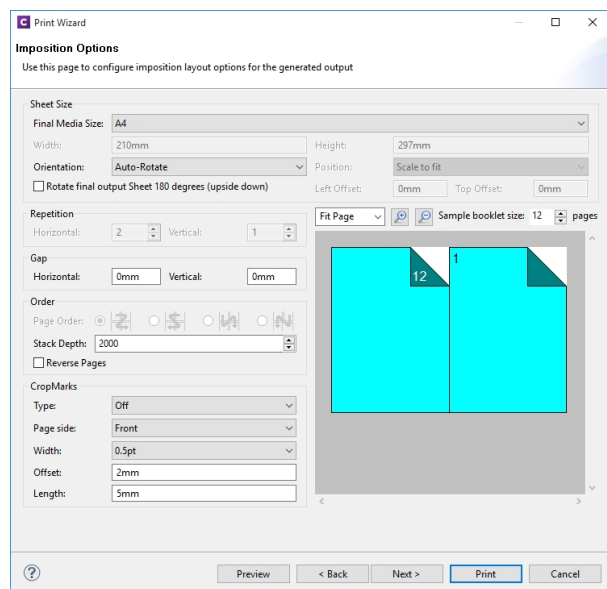 C Print Wizard
Imposition Options
Use this page to configure imposition layout options for the generated output
Sheet Size
Final Media Size: A4
Width: 210mm Height: 297mm
Orientation: Auto-Rotate Position: Scale to fit
Rotate final output Sheet 180 degrees (upside down) Left Offset: 0mm Top Offset: 0mm
Repetition
Horizontal: 2 Vertical: 1
Fit Page Sample booklet size: 12 pages
Gap
Horizontal: 0mm Vertical: 0mm
Order
Page Order:
Stack Depth: 2000
Reverse Pages
CropMarks
Type: Off
Page side: Front
Width: 0.5pt
Offset: 2mm
Length: 5mm
12 1
? Preview < Back Next > Print Cancel